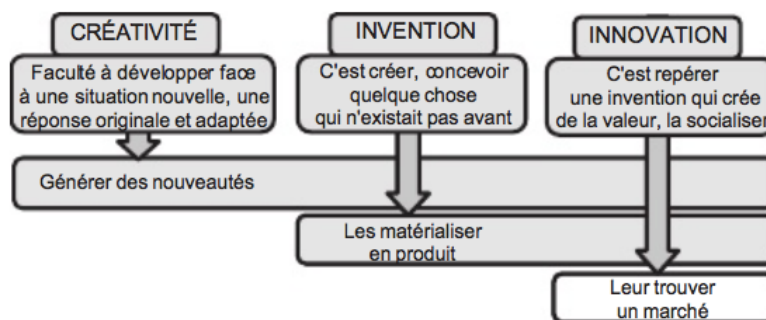 CRÉATIVITÉ
Faculté à développer face
à une situation nouvelle, une
réponse originale et adaptée
INVENTION
C'est créer, concevoir
quelque chose
qui n'existait pas avant
INNOVATION
C'est repérer
une invention qui crée
de la valeur, la socialiser
Générer des nouveautés
Les matérialiser
en produit
Leur trouver
un marché